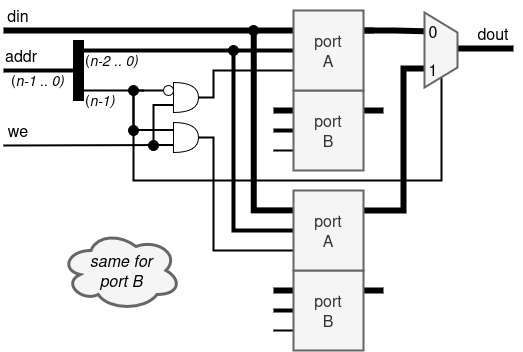 din
port
A
0
dout
addr
(n-2 .. 0)
1
(n-1 .. 0)
(n-1)
port
B
we
port
A
same for
port B
port
B